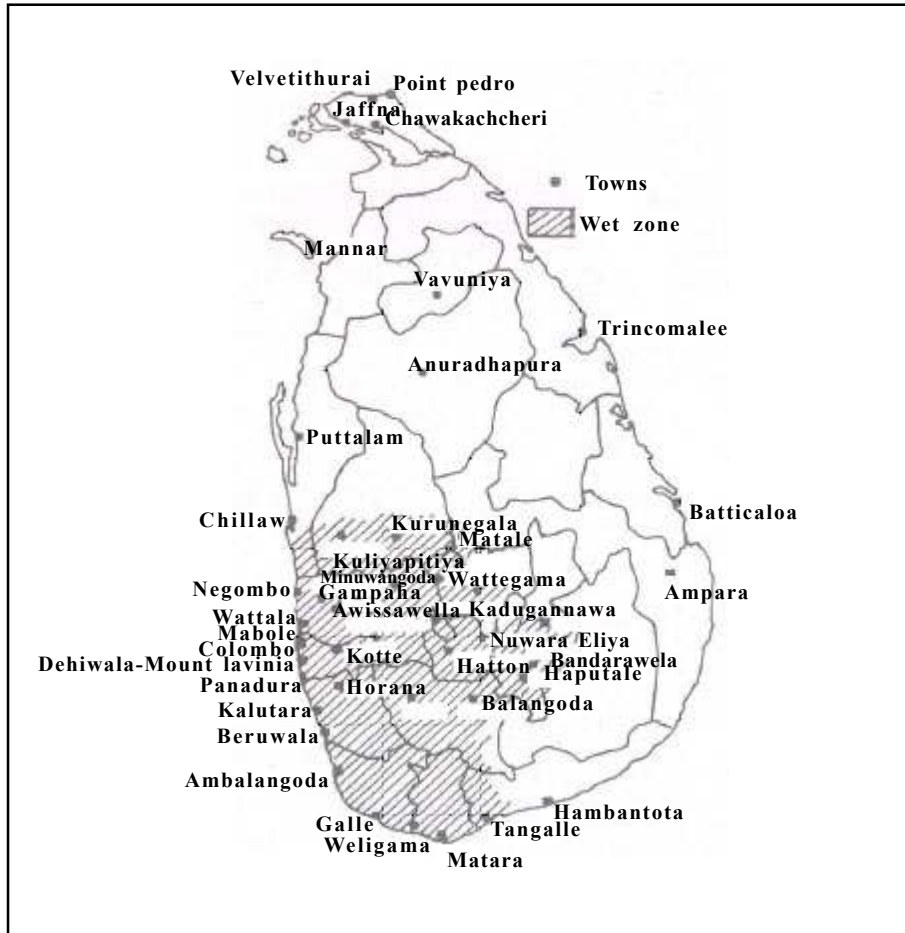 Velvetithurai
Point pedro
Jaffna
Chawakachcheri
Towns
Wet zone
Mannar
Vavuniya
Trincomalee
Anuradhapura
Puttalam
Batticaloa
Chillaw
Kurunegala
Matale
Kuliyapitiya
Ampara
Minuwangoda
Wattegama
Negombo
Gampaha
Awissawella
Kadugannawa
Wattala
Mabole
Nuwara Eliya
Colombo
Kotte
Dehiwala-Mount lavinia
Hatton
Bandarawela
Haputale
Panadura
Horana
Balangoda
Kalutara
Beruwala
Ambalangoda
Hambantota
Galle
Tangalle
Weligama
Matara